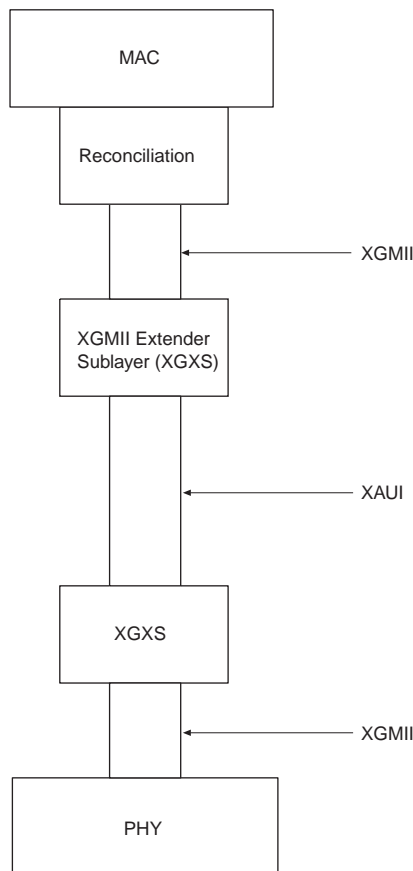 MAC
Reconciliation
XGMII
XGMII Extender
Sublayer (XGXS)
XAUI
XGXS
XGMII
PHY